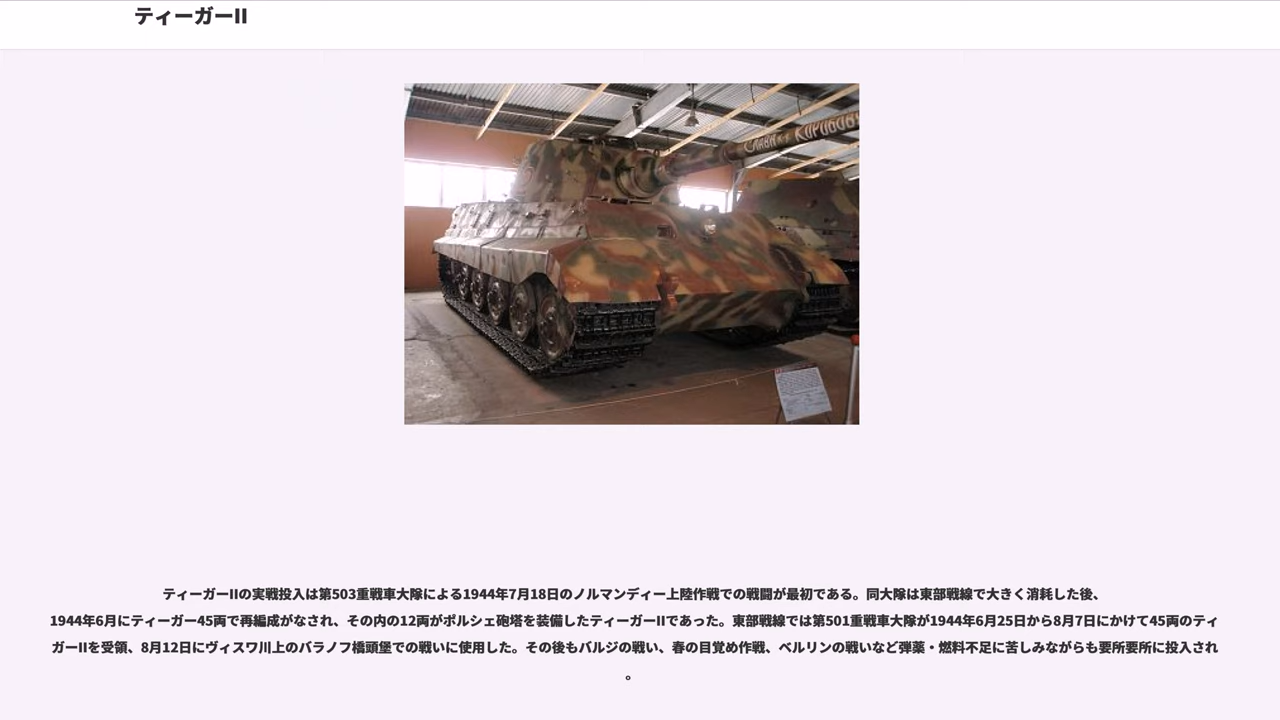 ティーガーII
Слава Кировову
ティーガーIIの実戦投入は第503重戦車大隊による1944年7月18日のノルマンディー上陸作戦での戦闘が最初である。同大隊は東部戦線で大きく消耗した後、
1944年6月にティーガー45両で再編成がなされ、その内の12両がポルシェ砲塔を装備したティーガーIIであった。東部戦線では第501重戦車大隊が1944年6月25日から8月7日にかけて45両のティ
ガーIIを受領、8月12日にヴィスワ川上のバラノフ橋頭堡での戦いに使用した。その後もバルジの戦い、春の目覚め作戦、ベルリンの戦いなど弾薬・燃料不足に苦しみながらも要所要所に投入され
。